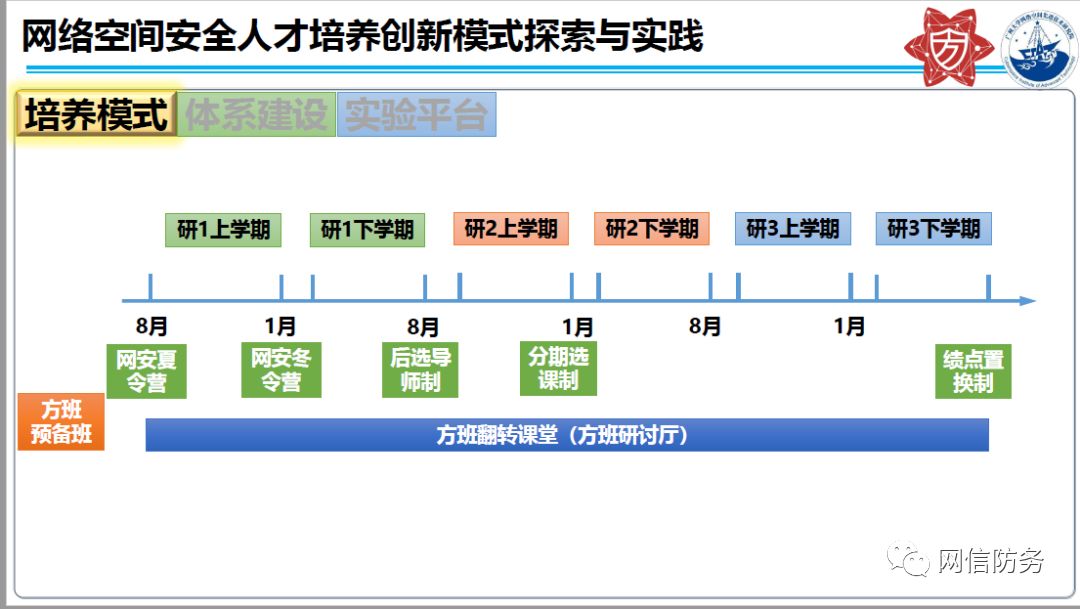 网络空间安全人才培养创新模式探索与实践
方
培养模式
体系建设
实验平台
研1上学期
研1下学期
研2上学期
研2下学期
研3上学期
研3下学期
8月
1月
8月
1月
8月
1月
网安夏
令营
网安冬
令营
后选导
师制
分期选
课制
绩点置
换制
方班
预备班
方班翻转课堂（方班研讨厅）
网信防务